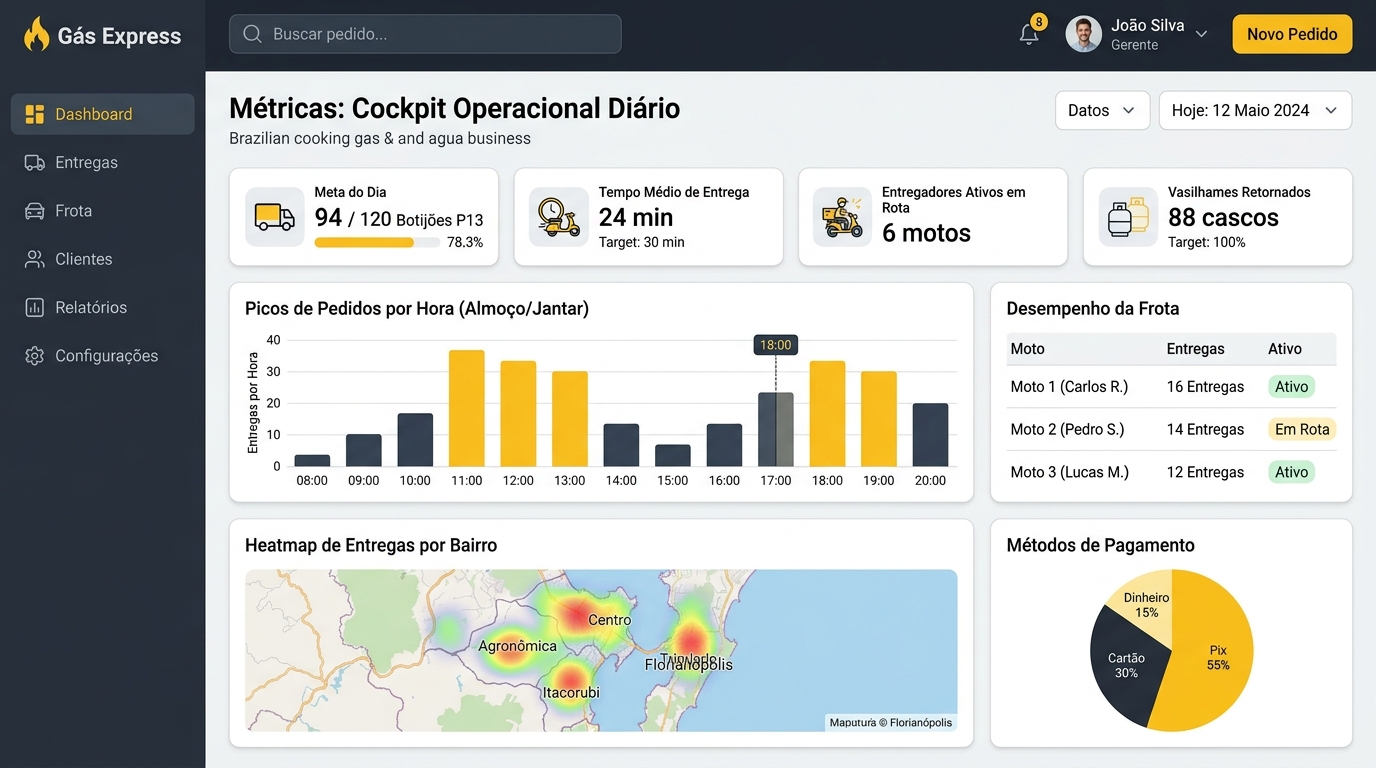 Gás Express
Buscar pedido...
8
João Silva
Gerente
Novo Pedido
Dashboard
Entregas
Frota
Clientes
Relatórios
Configurações
Métricas: Cockpit Operacional Diário
Brazilian cooking gas & and agua business
Datos
Hoje: 12 Maio 2024
Meta do Dia
94 / 120 Botijões P13
78.3%
Tempo Médio de Entrega
24 min
Target: 30 min
Entregadores Ativos em
Rota
6 motos
Vasilhames Retornados
88 cascos
Target: 100%
Picos de Pedidos por Hora (Almoço/Jantar)
Entregas por Hora
40
30
20
10
0
18:00
08:00 09:00 10:00 11:00 12:00 13:00 14:00 15:00 16:00 17:00 18:00 19:00 20:00
Desempenho da Frota
Moto Entregas Ativo
Moto 1 (Carlos R.) 16 Entregas Ativo
Moto 2 (Pedro S.) 14 Entregas Em Rota
Moto 3 (Lucas M.) 12 Entregas Ativo
Heatmap de Entregas por Bairro
Centro
Agronômica
Florianópolis
Itacorubi
© Florianópolis
Métodos de Pagamento
Dinheiro
15%
Pix
55%
Cartão
30%